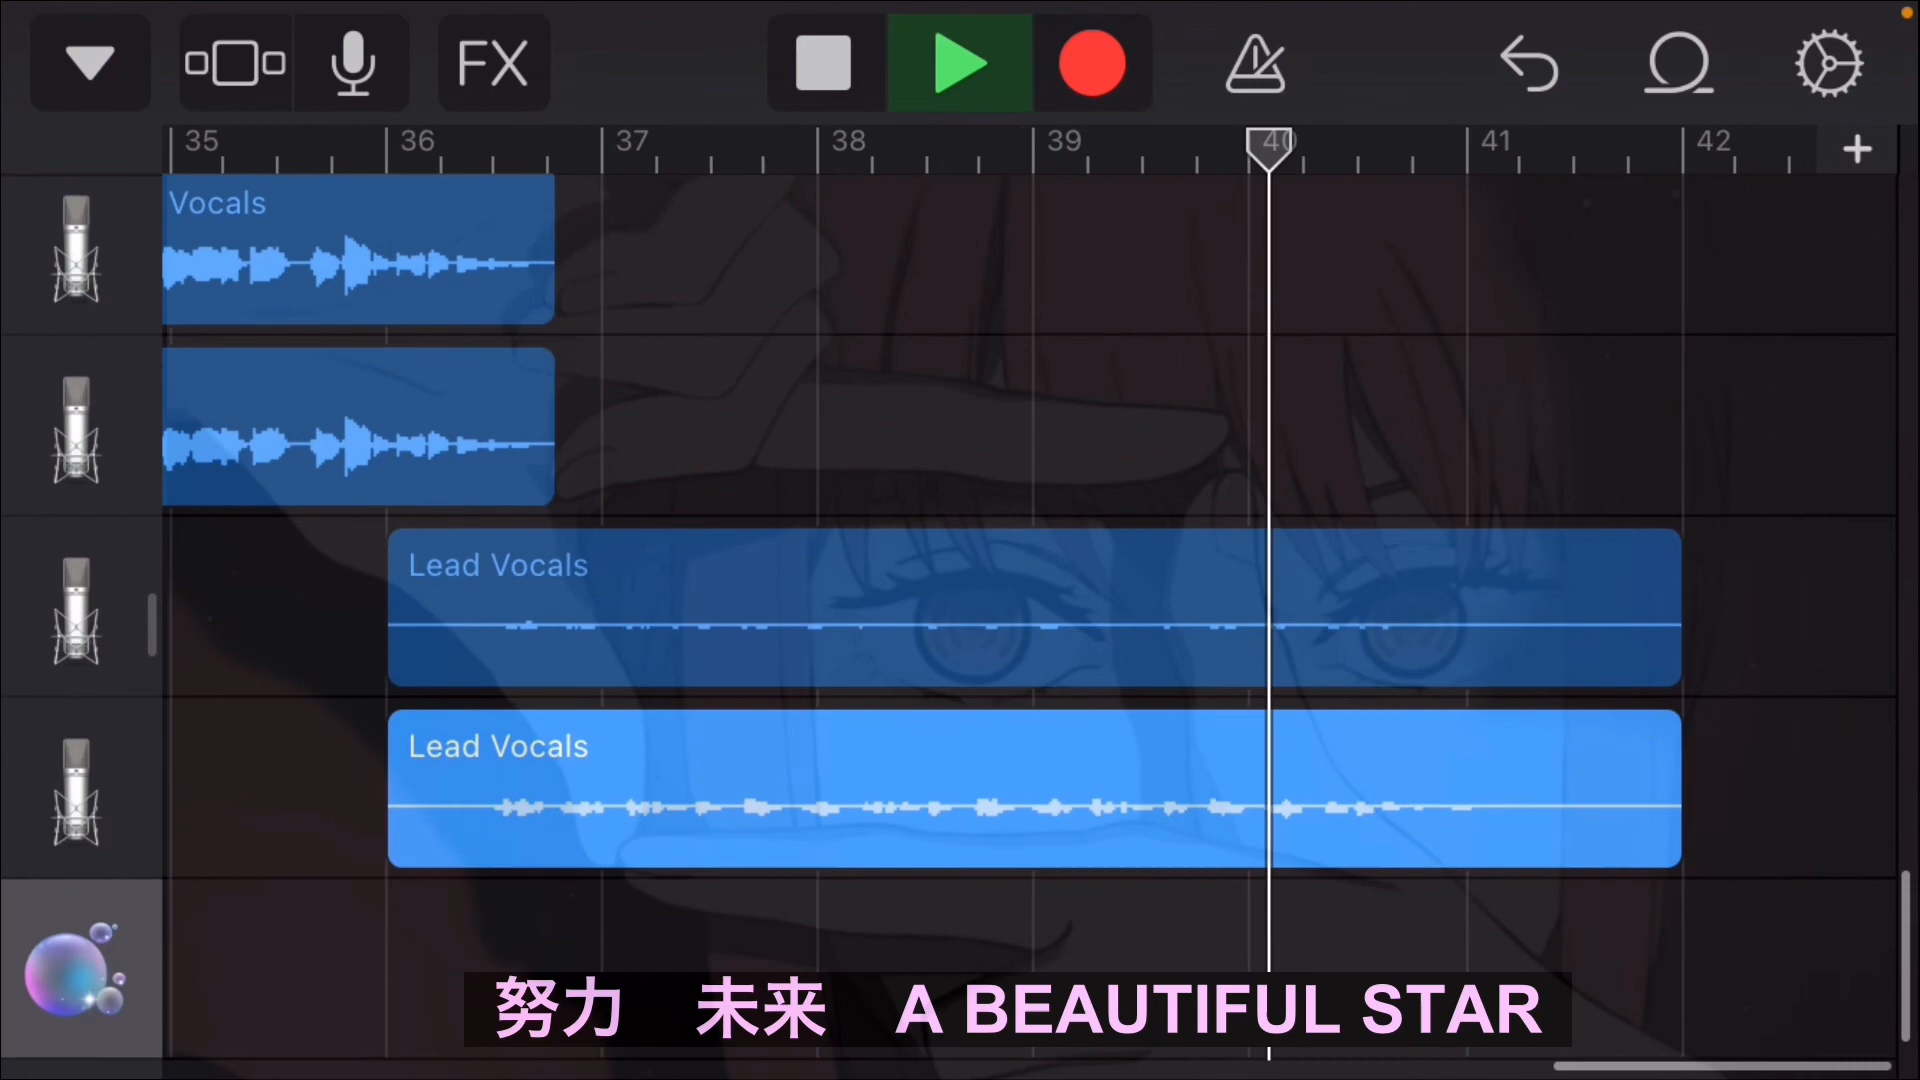 FX
35 36 37 38 39 40 41 42
Vocals
Lead Vocals
Lead Vocals
努力 未来 A BEAUTIFUL STAR